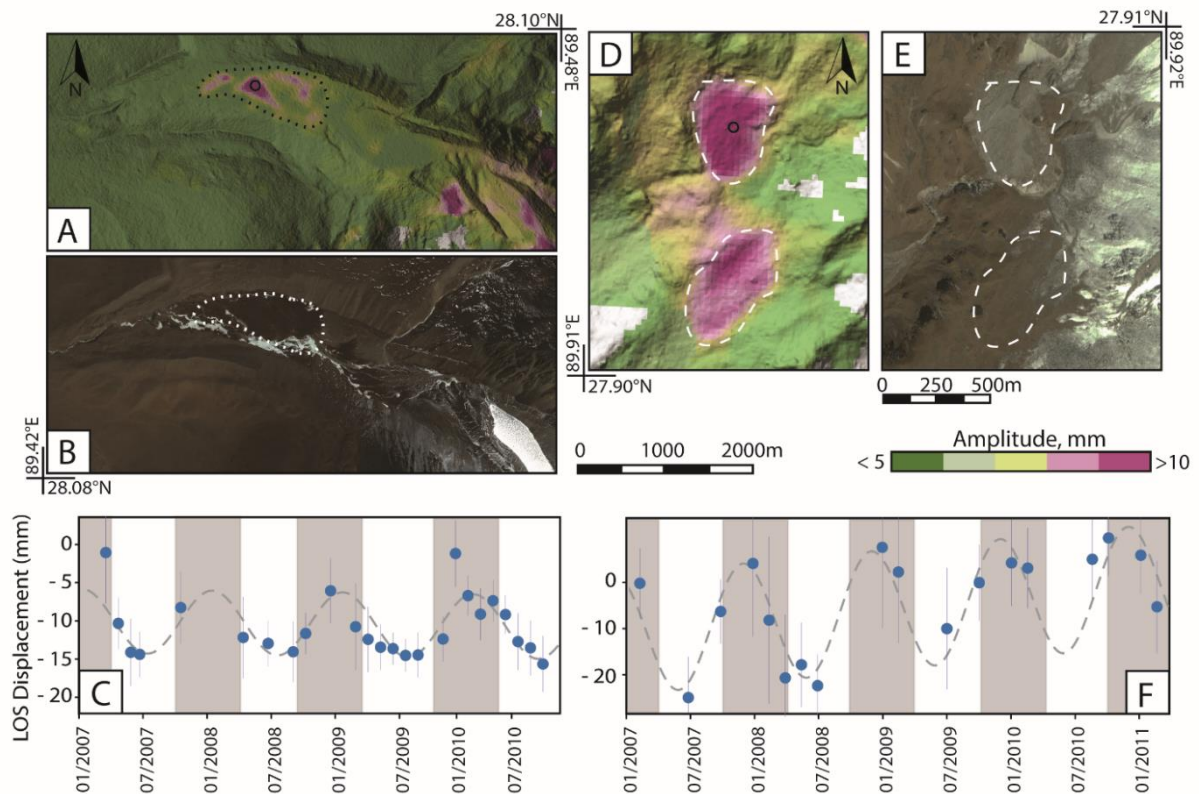 28.10°N
89.48°E
27.91°N
89.92°E
N
A
D
N
E
B
89.42°E
28.08°N
89.91°E
27.90°N
0 250 500m
0 1000 2000m
Amplitude, mm
< 5 >10
LOS Displacement (mm)
0
- 5
- 10
- 15
- 20
C
01/2007
07/2007
01/2008
07/2008
01/2009
07/2009
01/2010
07/2010
0
- 10
- 20
F
01/2007
07/2007
01/2008
07/2008
01/2009
07/2009
01/2010
07/2010
01/2011